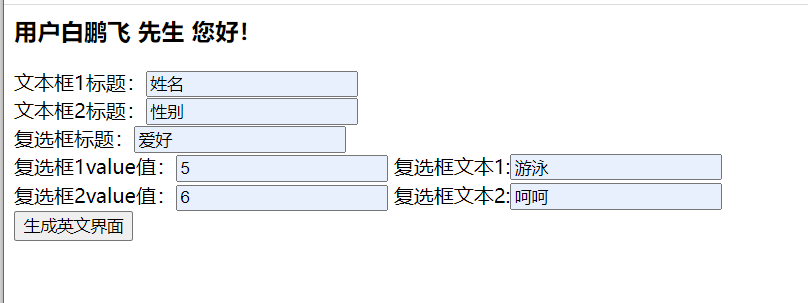 用户白鹏飞 先生 您好！
文本框1标题：姓名
文本框2标题：性别
复选框标题：爱好
复选框1value值：5 复选框文本1:游泳
复选框2value值：6 复选框文本2:呵呵
生成英文界面